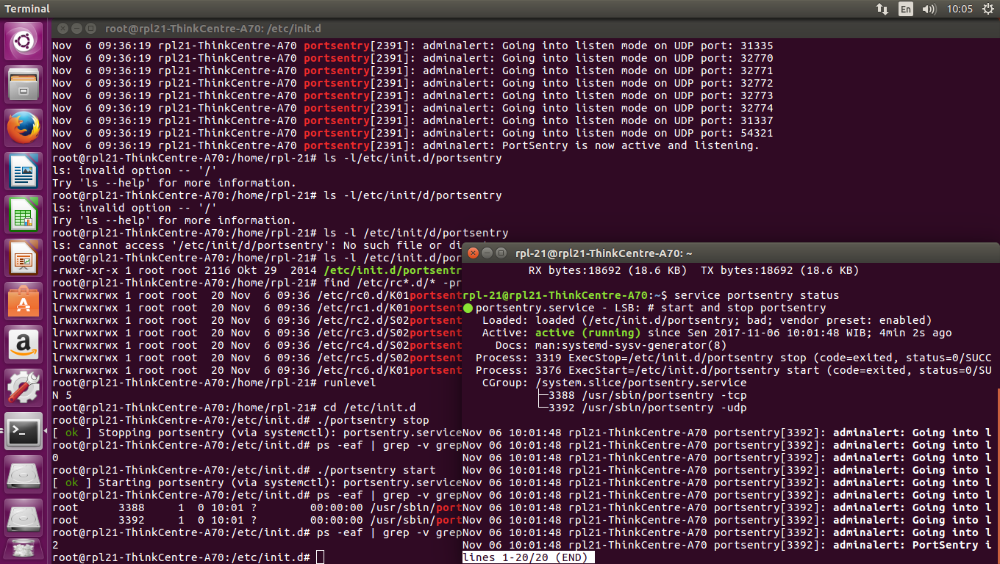 Terminal
En
10:05
root@rpl21-ThinkCentre-A70: /etc/init.d
Nov  6 09:36:19 rpl21-ThinkCentre-A70 portsentry[2391]: adminalert: Going into listen mode on UDP port: 31335
Nov  6 09:36:19 rpl21-ThinkCentre-A70 portsentry[2391]: adminalert: Going into listen mode on UDP port: 32770
Nov  6 09:36:19 rpl21-ThinkCentre-A70 portsentry[2391]: adminalert: Going into listen mode on UDP port: 32771
Nov  6 09:36:19 rpl21-ThinkCentre-A70 portsentry[2391]: adminalert: Going into listen mode on UDP port: 32772
Nov  6 09:36:19 rpl21-ThinkCentre-A70 portsentry[2391]: adminalert: Going into listen mode on UDP port: 32773
Nov  6 09:36:19 rpl21-ThinkCentre-A70 portsentry[2391]: adminalert: Going into listen mode on UDP port: 32774
Nov  6 09:36:19 rpl21-ThinkCentre-A70 portsentry[2391]: adminalert: Going into listen mode on UDP port: 31337
Nov  6 09:36:19 rpl21-ThinkCentre-A70 portsentry[2391]: adminalert: Going into listen mode on UDP port: 54321
Nov  6 09:36:19 rpl21-ThinkCentre-A70 portsentry[2391]: adminalert: PortSentry is now active and listening.
root@rpl21-ThinkCentre-A70:/home/rpl-21# ls -l/etc/init.d/portsentry
ls: invalid option -- '/'
Try 'ls --help' for more information.
root@rpl21-ThinkCentre-A70:/home/rpl-21# ls -l/etc/init/d/portsentry
ls: invalid option -- '/'
Try 'ls --help' for more information.
root@rpl21-ThinkCentre-A70:/home/rpl-21# ls -l /etc/init/d/portsentry
ls: cannot access '/etc/init/d/portsentry': No such file or di
root@rpl21-ThinkCentre-A70:/home/rpl-21# ls -l /etc/init.d/por
-rwxr-xr-x 1 root root 2116 Okt 29  2014 /etc/init.d/portsentr
root@rpl21-ThinkCentre-A70:/home/rpl-21# find /etc/rc*.d/* -pr
lrwxrwxrwx 1 root root  20 Nov  6 09:36 /etc/rc0.d/K01portsent
lrwxrwxrwx 1 root root  20 Nov  6 09:36 /etc/rc1.d/K01portsent
lrwxrwxrwx 1 root root  20 Nov  6 09:36 /etc/rc2.d/S02portsent
lrwxrwxrwx 1 root root  20 Nov  6 09:36 /etc/rc3.d/S02portsent
lrwxrwxrwx 1 root root  20 Nov  6 09:36 /etc/rc4.d/S02portsent
lrwxrwxrwx 1 root root  20 Nov  6 09:36 /etc/rc5.d/S02portsent
lrwxrwxrwx 1 root root  20 Nov  6 09:36 /etc/rc6.d/K01portsent
root@rpl21-ThinkCentre-A70:/home/rpl-21# runlevel
N 5
root@rpl21-ThinkCentre-A70:/home/rpl-21# cd /etc/init.d
root@rpl21-ThinkCentre-A70:/etc/init.d# ./portsentry stop
[ ok ] Stopping portsentry (via systemctl): portsentry.service
root@rpl21-ThinkCentre-A70:/etc/init.d# ps -eaf | grep -v grep
0
root@rpl21-ThinkCentre-A70:/etc/init.d# ./portsentry start
[ ok ] Starting portsentry (via systemctl): portsentry.service
root@rpl21-ThinkCentre-A70:/etc/init.d# ps -eaf | grep -v grep
root      3388     1  0 10:01 ?        00:00:00 /usr/sbin/port
root      3392     1  0 10:01 ?        00:00:00 /usr/sbin/port
root@rpl21-ThinkCentre-A70:/etc/init.d# ps -eaf | grep -v grep
2
root@rpl21-ThinkCentre-A70:/etc/init.d#
rpl-21@rpl21-ThinkCentre-A70: ~
RX bytes:18692 (18.6 KB)  TX bytes:18692 (18.6 KB)
rpl-21@rpl21-ThinkCentre-A70:~$ service portsentry status
● portsentry.service - LSB: # start and stop portsentry
Loaded: loaded (/etc/init.d/portsentry; bad; vendor preset: enabled)
Active: active (running) since Sen 2017-11-06 10:01:48 WIB; 4min 2s ago
Docs: man:systemd-sysv-generator(8)
Process: 3319 ExecStop=/etc/init.d/portsentry stop (code=exited, status=0/SUCC
Process: 3376 ExecStart=/etc/init.d/portsentry start (code=exited, status=0/SU
CGroup: /system.slice/portsentry.service
├─3388 /usr/sbin/portsentry -tcp
└─3392 /usr/sbin/portsentry -udp
Nov 06 10:01:48 rpl21-ThinkCentre-A70 portsentry[3392]: adminalert: Going into l
Nov 06 10:01:48 rpl21-ThinkCentre-A70 portsentry[3392]: adminalert: Going into l
Nov 06 10:01:48 rpl21-ThinkCentre-A70 portsentry[3392]: adminalert: Going into l
Nov 06 10:01:48 rpl21-ThinkCentre-A70 portsentry[3392]: adminalert: Going into l
Nov 06 10:01:48 rpl21-ThinkCentre-A70 portsentry[3392]: adminalert: Going into l
Nov 06 10:01:48 rpl21-ThinkCentre-A70 portsentry[3392]: adminalert: Going into l
Nov 06 10:01:48 rpl21-ThinkCentre-A70 portsentry[3392]: adminalert: Going into l
Nov 06 10:01:48 rpl21-ThinkCentre-A70 portsentry[3392]: adminalert: Going into l
Nov 06 10:01:48 rpl21-ThinkCentre-A70 portsentry[3392]: adminalert: Going into l
Nov 06 10:01:48 rpl21-ThinkCentre-A70 portsentry[3392]: adminalert: PortSentry i
lines 1-20/20 (END)